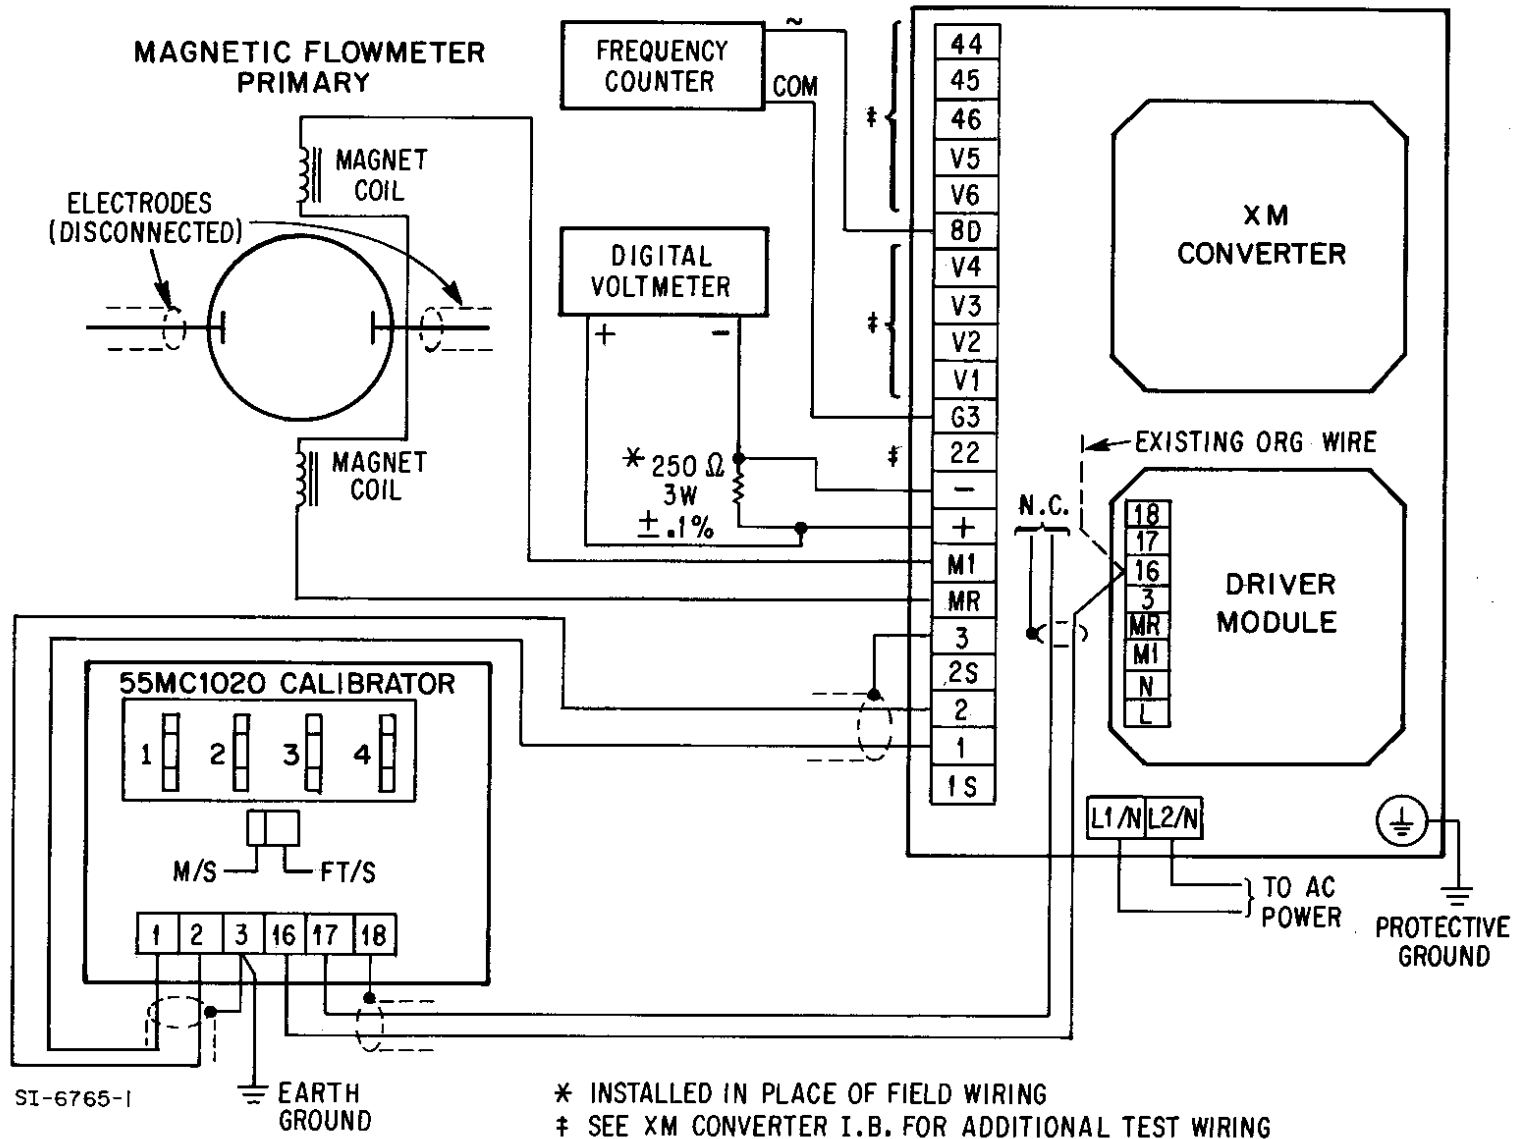 MAGNETIC FLOWMETER
PRIMARY
MAGNET
COIL
ELECTRODES
(DISCONNECTED)
MAGNET
COIL
FREQUENCY
COUNTER
~
COM
DIGITAL
VOLTMETER
+
-
* 250 Ω
3W
± .1%
‡
‡
‡
44
45
46
V5
V6
8D
V4
V3
V2
V1
G3
22
-
+
M1
MR
3
2S
2
1
1S
XM
CONVERTER
EXISTING ORG WIRE
N.C.
18
17
16
3
MR
M1
N
L
DRIVER
MODULE
L1/N L2/N
TO AC
POWER
PROTECTIVE
GROUND
55MC1020 CALIBRATOR
1 2 3 4
M/S FT/S
1 2 3 16 17 18
EARTH
GROUND
SI-6765-1
* INSTALLED IN PLACE OF FIELD WIRING
‡ SEE XM CONVERTER I.B. FOR ADDITIONAL TEST WIRING